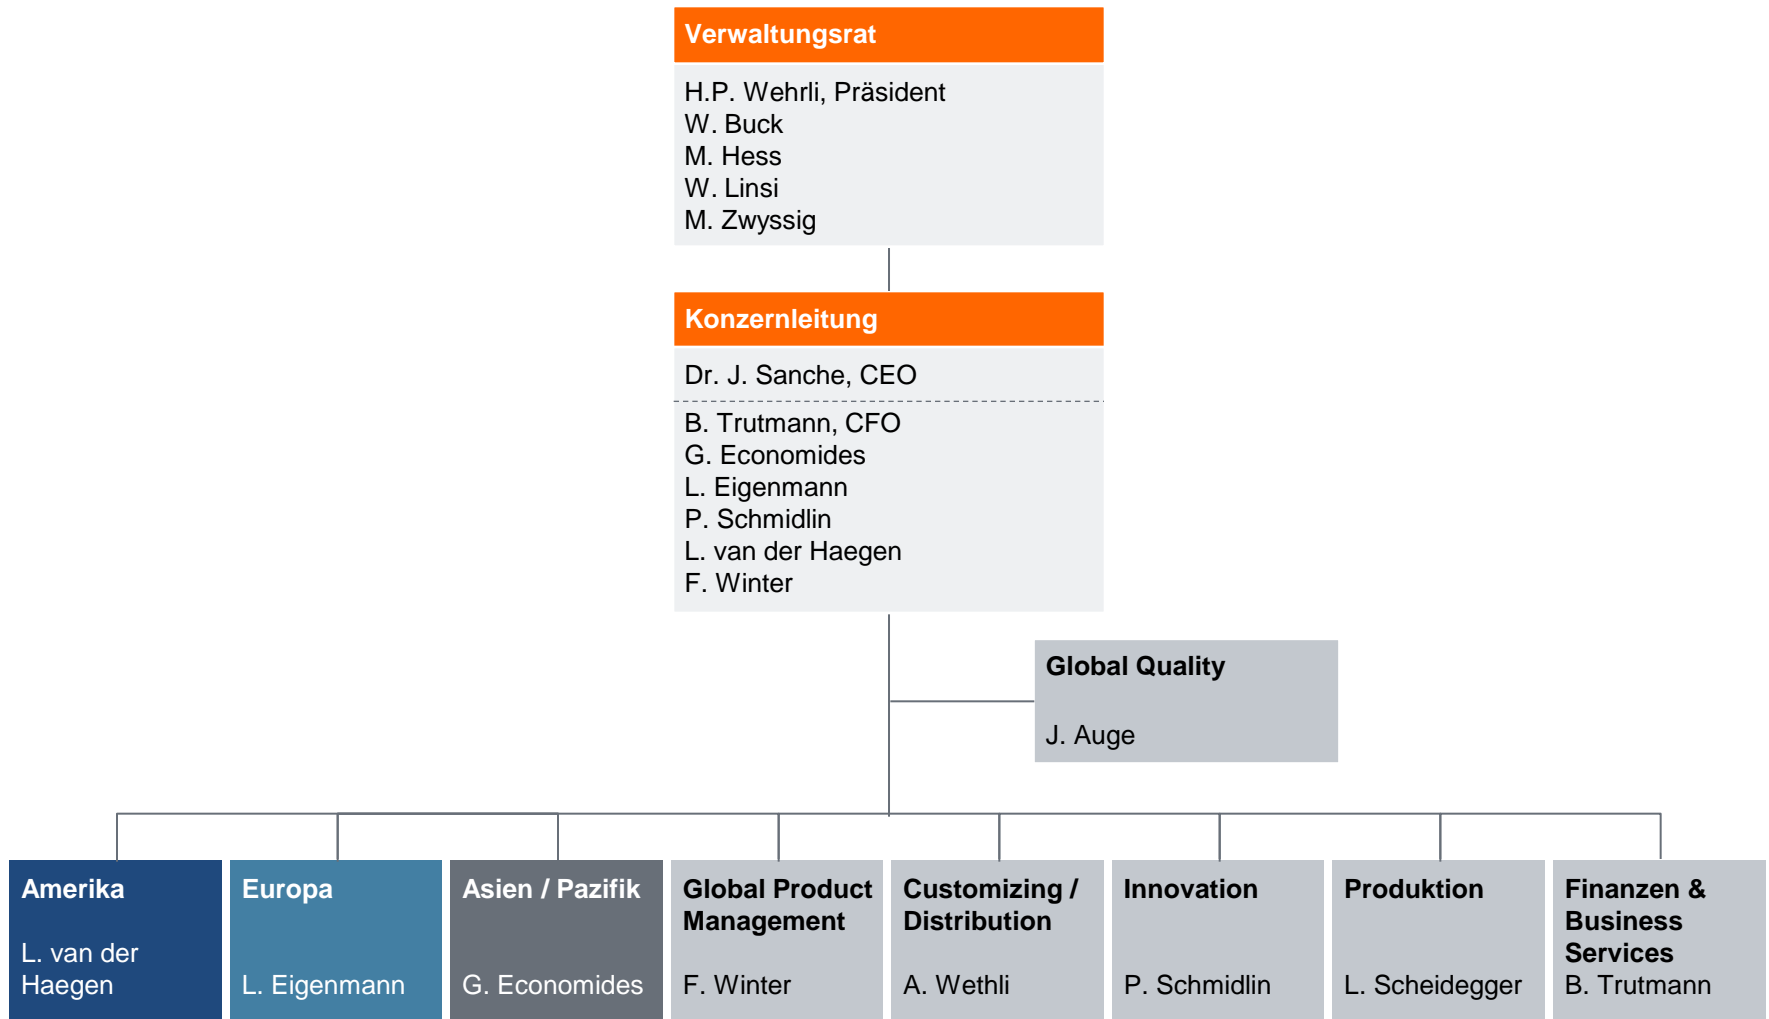 Verwaltungsrat
H.P. Wehrli, Präsident
W. Buck
M. Hess
W. Linsi
M. Zwyssig
Konzernleitung
Dr. J. Sanche, CEO
B. Trutmann, CFO
G. Economides
L. Eigenmann
P. Schmidlin
L. van der Haegen
F. Winter
Global Quality
J. Auge
Amerika
L. van der
Haegen
Europa
L. Eigenmann
Asien / Pazifik
G. Economides
Global Product
Management
F. Winter
Customizing /
Distribution
A. Wethli
Innovation
P. Schmidlin
Produktion
L. Scheidegger
Finanzen &
Business
Services
B. Trutmann